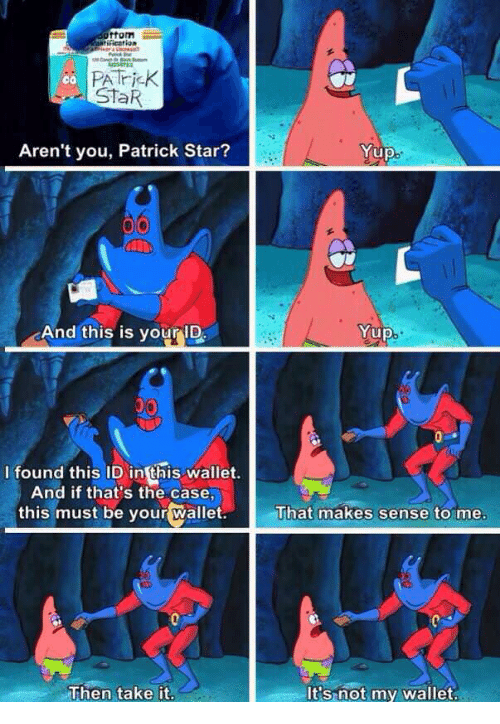 PATricK
StaR
Aren't you, Patrick Star?
Yup.
And this is your ID.
Yup.
I found this ID in this wallet.
And if that's the case,
this must be your wallet.
That makes sense to me.
Then take it.
It's not my wallet.